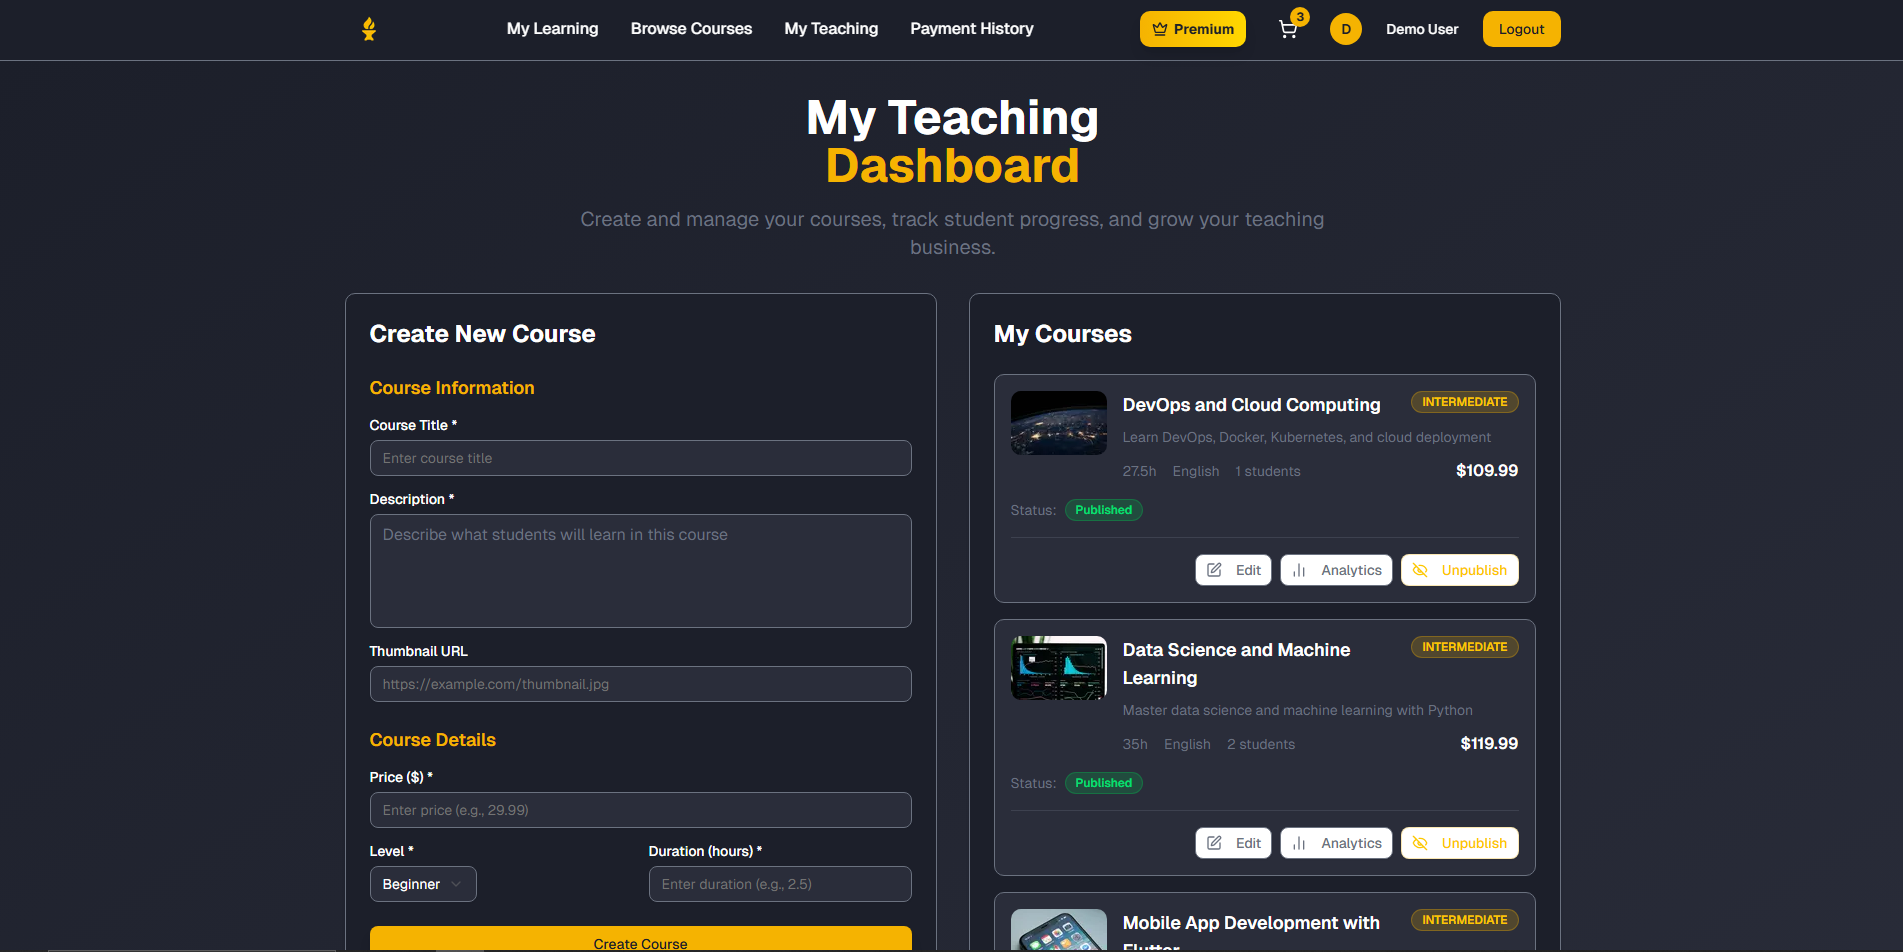 My Learning
Browse Courses
My Teaching
Payment History
Premium
3
D
Demo User
Logout
My Teaching
Dashboard
Create and manage your courses, track student progress, and grow your teaching
business.
Create New Course
Course Information
Course Title *
Enter course title
Description *
Describe what students will learn in this course
Thumbnail URL
https://example.com/thumbnail.jpg
Course Details
Price ($) *
Enter price (e.g., 29.99)
Level *
Beginner
Duration (hours) *
Enter duration (e.g., 2.5)
Create Course
My Courses
DevOps and Cloud Computing
INTERMEDIATE
Learn DevOps, Docker, Kubernetes, and cloud deployment
27.5h English 1 students
$109.99
Status: Published
Edit
Analytics
Unpublish
Data Science and Machine
Learning
INTERMEDIATE
Master data science and machine learning with Python
35h English 2 students
$119.99
Status: Published
Edit
Analytics
Unpublish
Mobile App Development with
Flutter
INTERMEDIATE